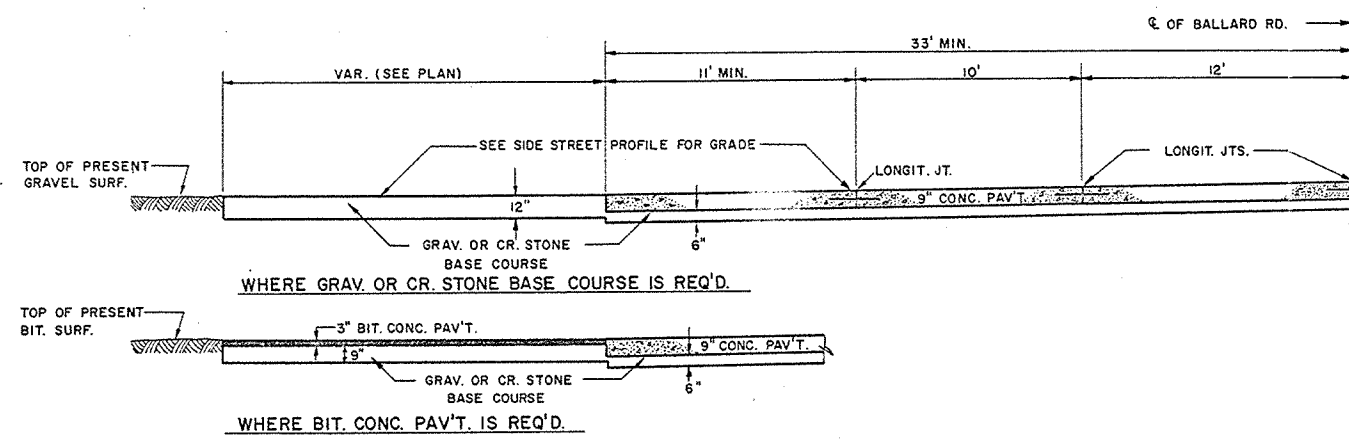 ℄ OF BALLARD RD.
33' MIN.
VAR. (SEE PLAN)
11' MIN.
10'
12'
SEE SIDE STREET PROFILE FOR GRADE
LONGIT. JTS.
TOP OF PRESENT
GRAVEL SURF.
LONGIT. JT.
12"
9" CONC. PAV'T.
GRAV. OR CR. STONE
BASE COURSE
6"
WHERE GRAV. OR CR. STONE BASE COURSE IS REQ'D.
TOP OF PRESENT
BIT. SURF.
3" BIT. CONC. PAV'T.
9" CONC. PAV'T.
9"
GRAV. OR CR. STONE
BASE COURSE
6"
WHERE BIT. CONC. PAV'T. IS REQ'D.